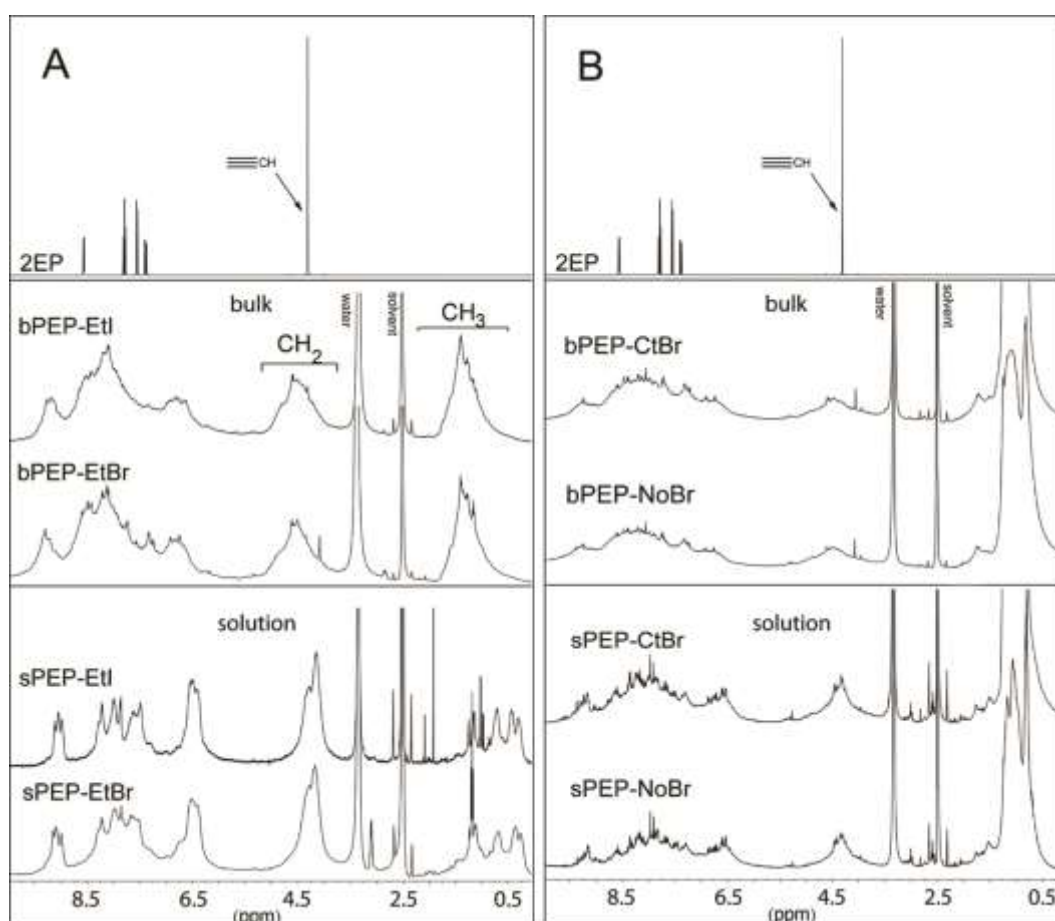 A
≡CH
2EP
bulk
water
solvent
bPEP-EtI
CH2
CH3
bPEP-EtBr
solution
sPEP-EtI
sPEP-EtBr
8.5 6.5 4.5 2.5 0.5
(ppm)
B
≡CH
2EP
bulk
water
solvent
bPEP-CtBr
bPEP-NoBr
solution
sPEP-CtBr
sPEP-NoBr
8.5 6.5 4.5 2.5 0.5
(ppm)